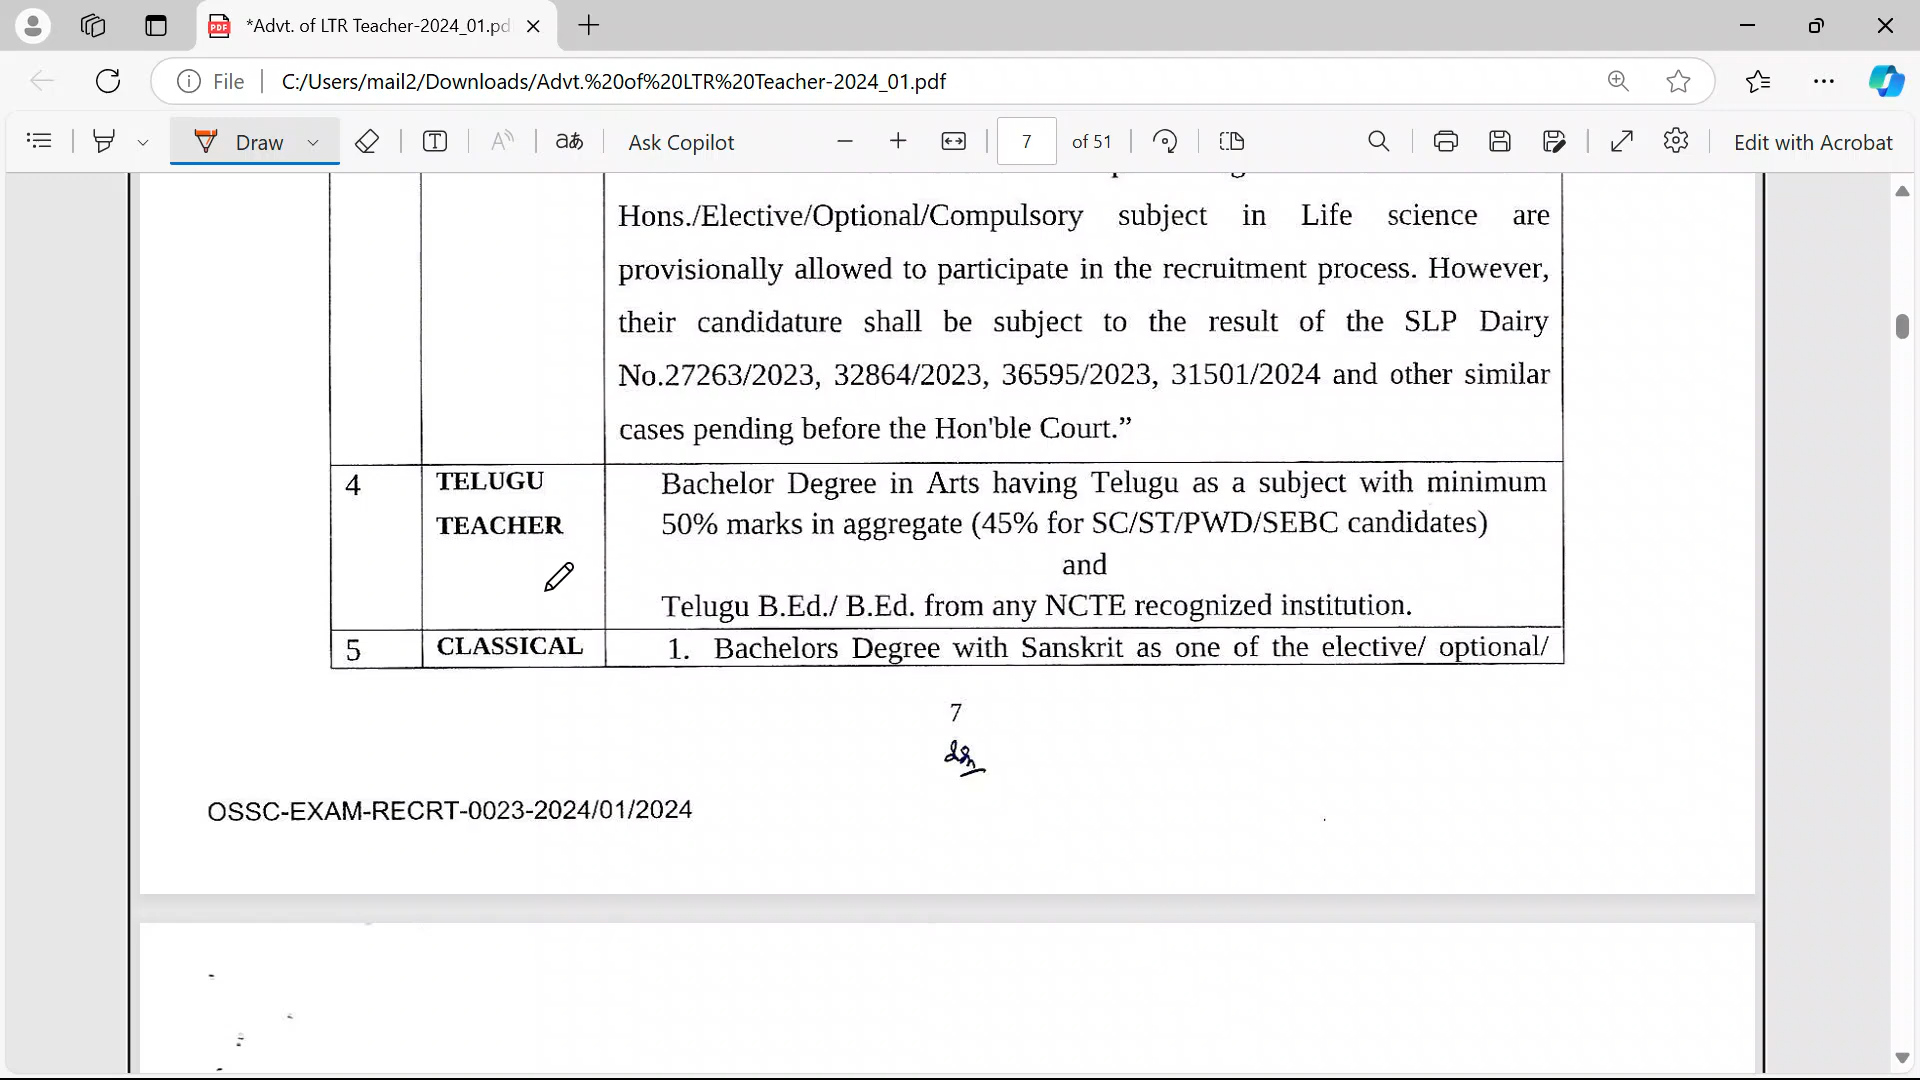 *Advt. of LTR Teacher-2024_01.pd
File
C:/Users/mail2/Downloads/Advt.%20of%20LTR%20Teacher-2024_01.pdf
Draw
Ask Copilot
7 of 51
Edit with Acrobat
Hons./Elective/Optional/Compulsory subject in Life science are
provisionally allowed to participate in the recruitment process. However,
their candidature shall be subject to the result of the SLP Dairy
No.27263/2023, 32864/2023, 36595/2023, 31501/2024 and other similar
cases pending before the Hon'ble Court.”
4
TELUGU
TEACHER
Bachelor Degree in Arts having Telugu as a subject with minimum
50% marks in aggregate (45% for SC/ST/PWD/SEBC candidates)
and
Telugu B.Ed./ B.Ed. from any NCTE recognized institution.
5
CLASSICAL
1. Bachelors Degree with Sanskrit as one of the elective/ optional/
7
OSSC-EXAM-RECRT-0023-2024/01/2024